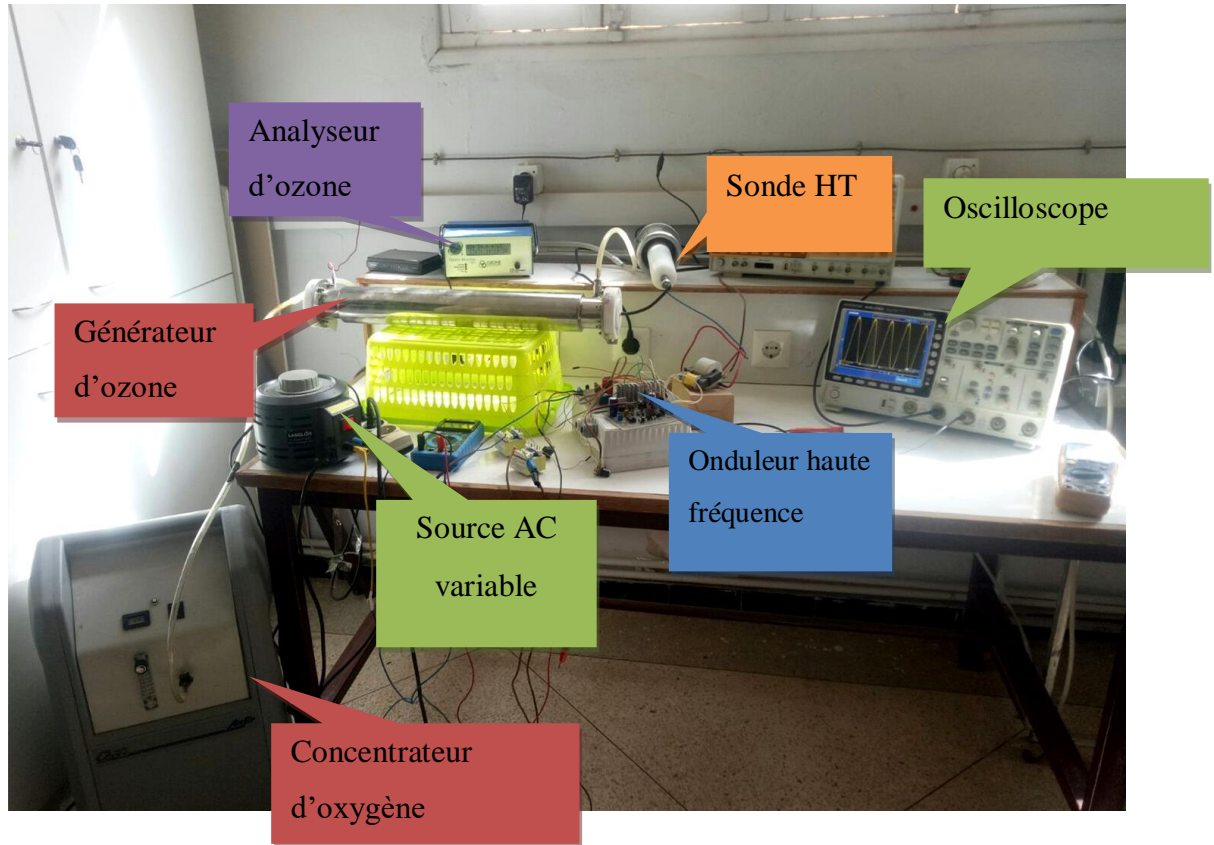 Analyseur
d’ozone
Sonde HT
Oscilloscope
Générateur
d’ozone
Onduleur haute
fréquence
Source AC
variable
Concentrateur
d’oxygène